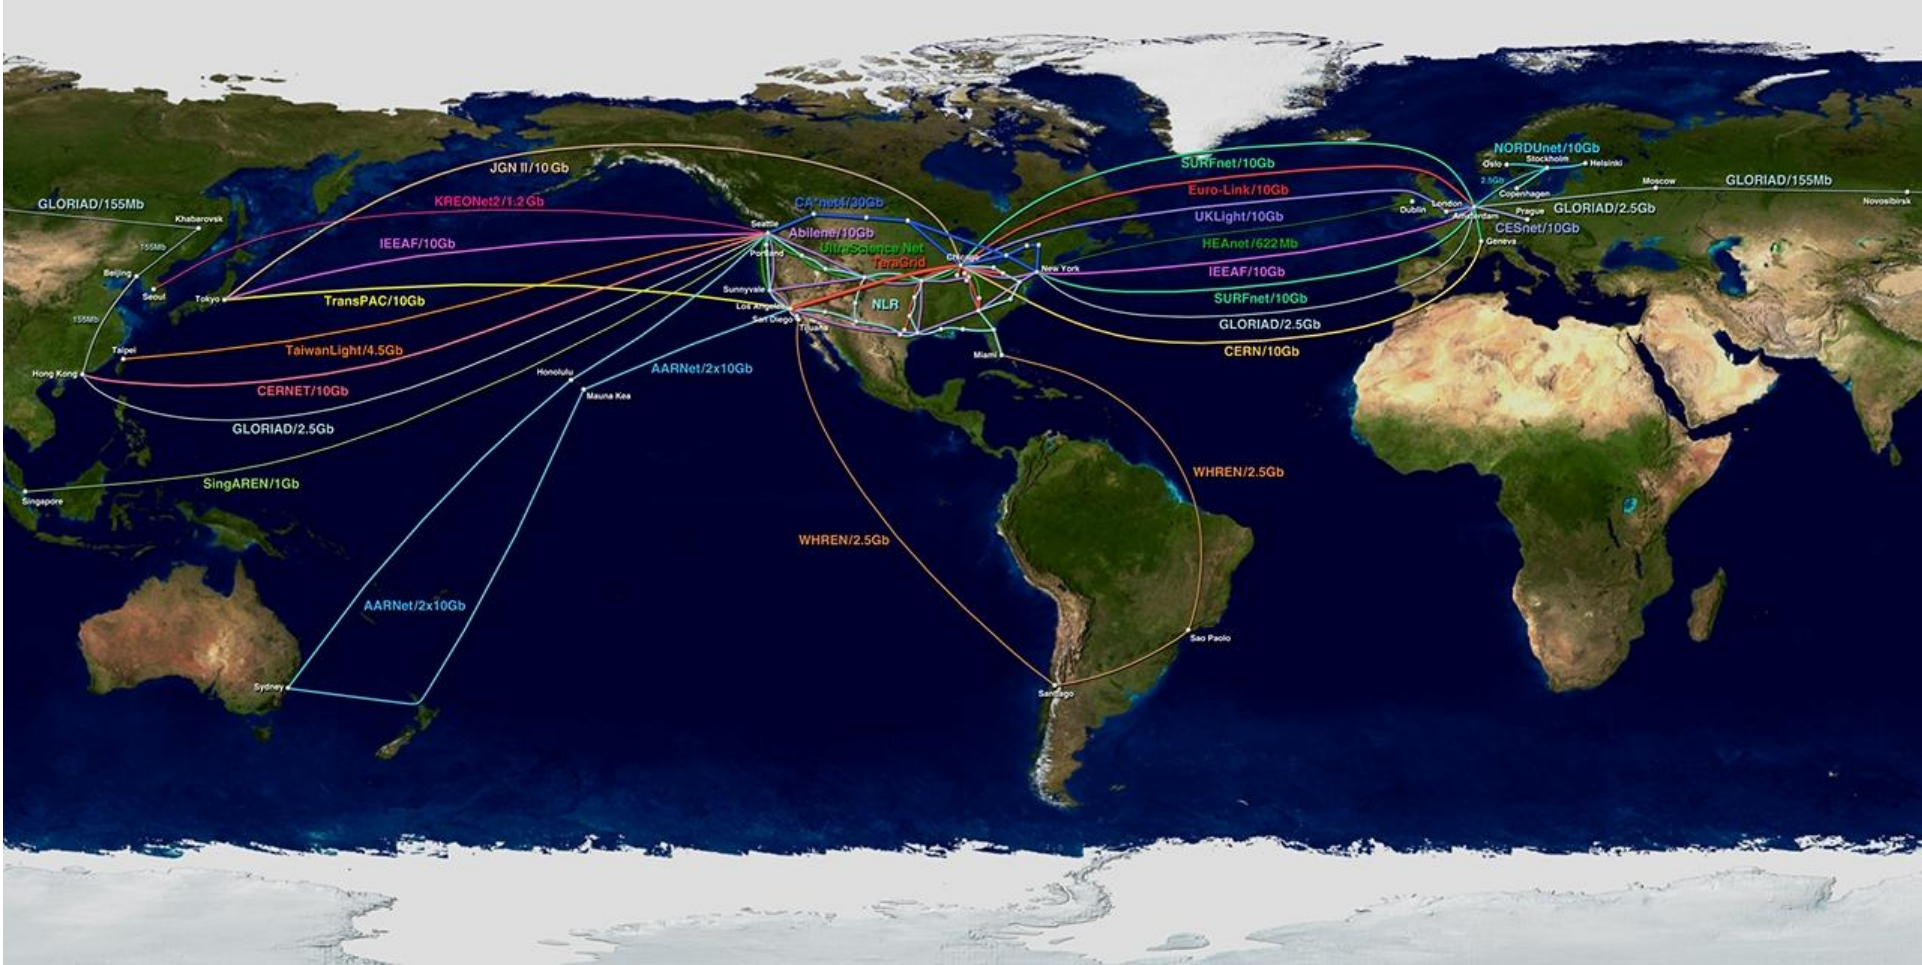 JGN II/10 Gb
KREONet2/1.2 Gb
GLORIAD/155Mb
Khabarovsk
IEEAF/10Gb
155Mb
Beijing
Seoul
Tokyo
TransPAC/10Gb
155Mb
Taipei
TaiwanLight/4.5Gb
Hong Kong
CERNET/10Gb
GLORIAD/2.5Gb
SingAREN/1Gb
Singapore
Honolulu
Mauna Kea
AARNet/2x10Gb
AARNet/2x10Gb
Sydney
CA*net4/30Gb
Seattle
Abilene/10Gb
UltraScience Net
Portland
TeraGrid
Chicago
New York
Sunnyvale
Los Angeles
NLR
San Diego
Tijuana
Miami
WHREN/2.5Gb
WHREN/2.5Gb
Sao Paolo
Santiago
SURFnet/10Gb
Euro-Link/10Gb
UKLight/10Gb
HEAnet/622Mb
IEEAF/10Gb
SURFnet/10Gb
GLORIAD/2.5Gb
CERN/10Gb
NORDUnet/10Gb
Oslo
Stockholm
Helsinki
2.5Gb
Copenhagen
Moscow
GLORIAD/155Mb
Novosibirsk
Dublin
London
Amsterdam
Prague
GLORIAD/2.5Gb
CESnet/10Gb
Geneva